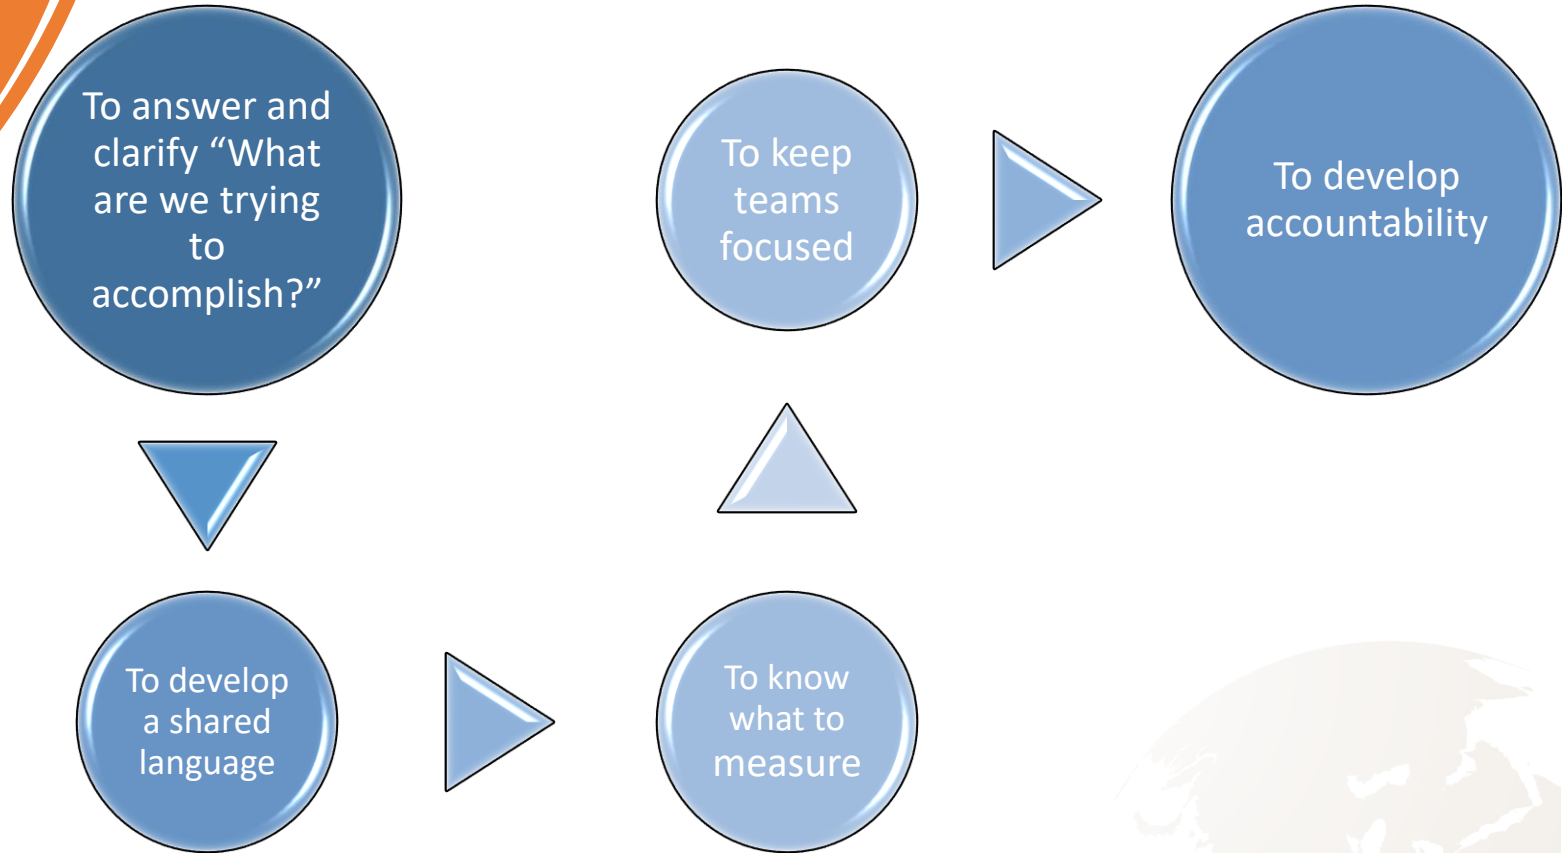 To answer and
clarify “What
are we trying
to
accomplish?”
To develop
a shared
language
To know
what to
measure
To keep
teams
focused
To develop
accountability